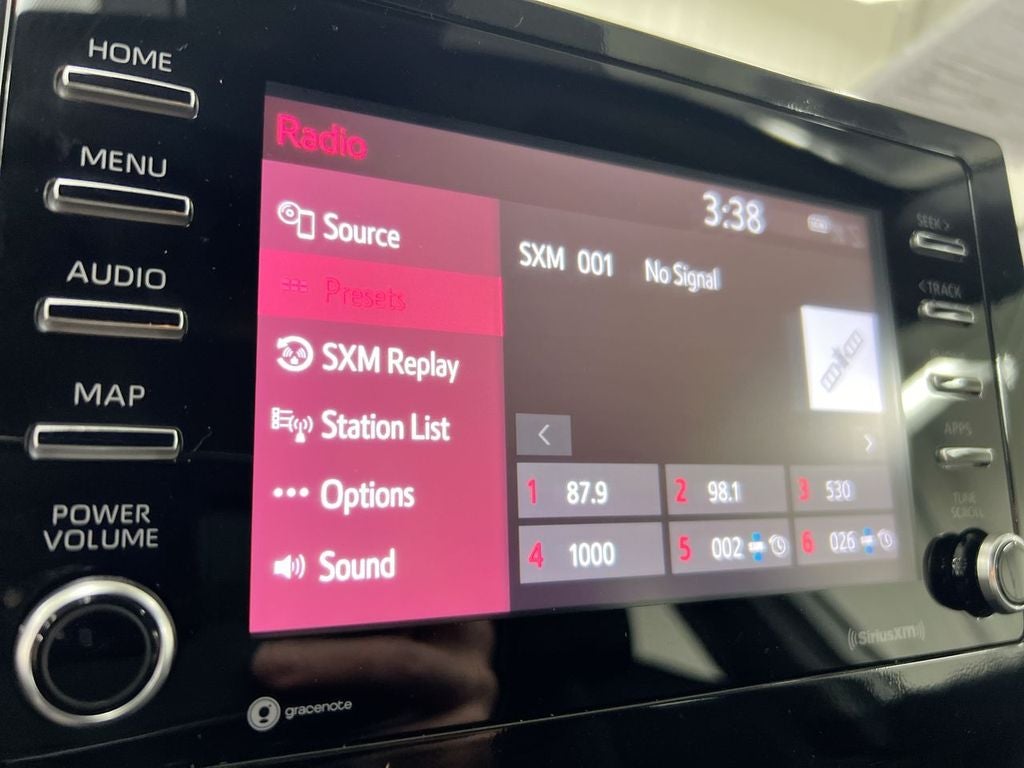 HOME
MENU
AUDIO
MAP
POWER
VOLUME
Radio
3:38
Source
Presets
SXM Replay
Station List
Options
Sound
SXM 001 No Signal
1 87.9
2 98.1
3 530
4 1000
5 002
6 026
SEEK >
< TRACK
APPS
TUNE
SCROLL
SiriusXM
gracenote